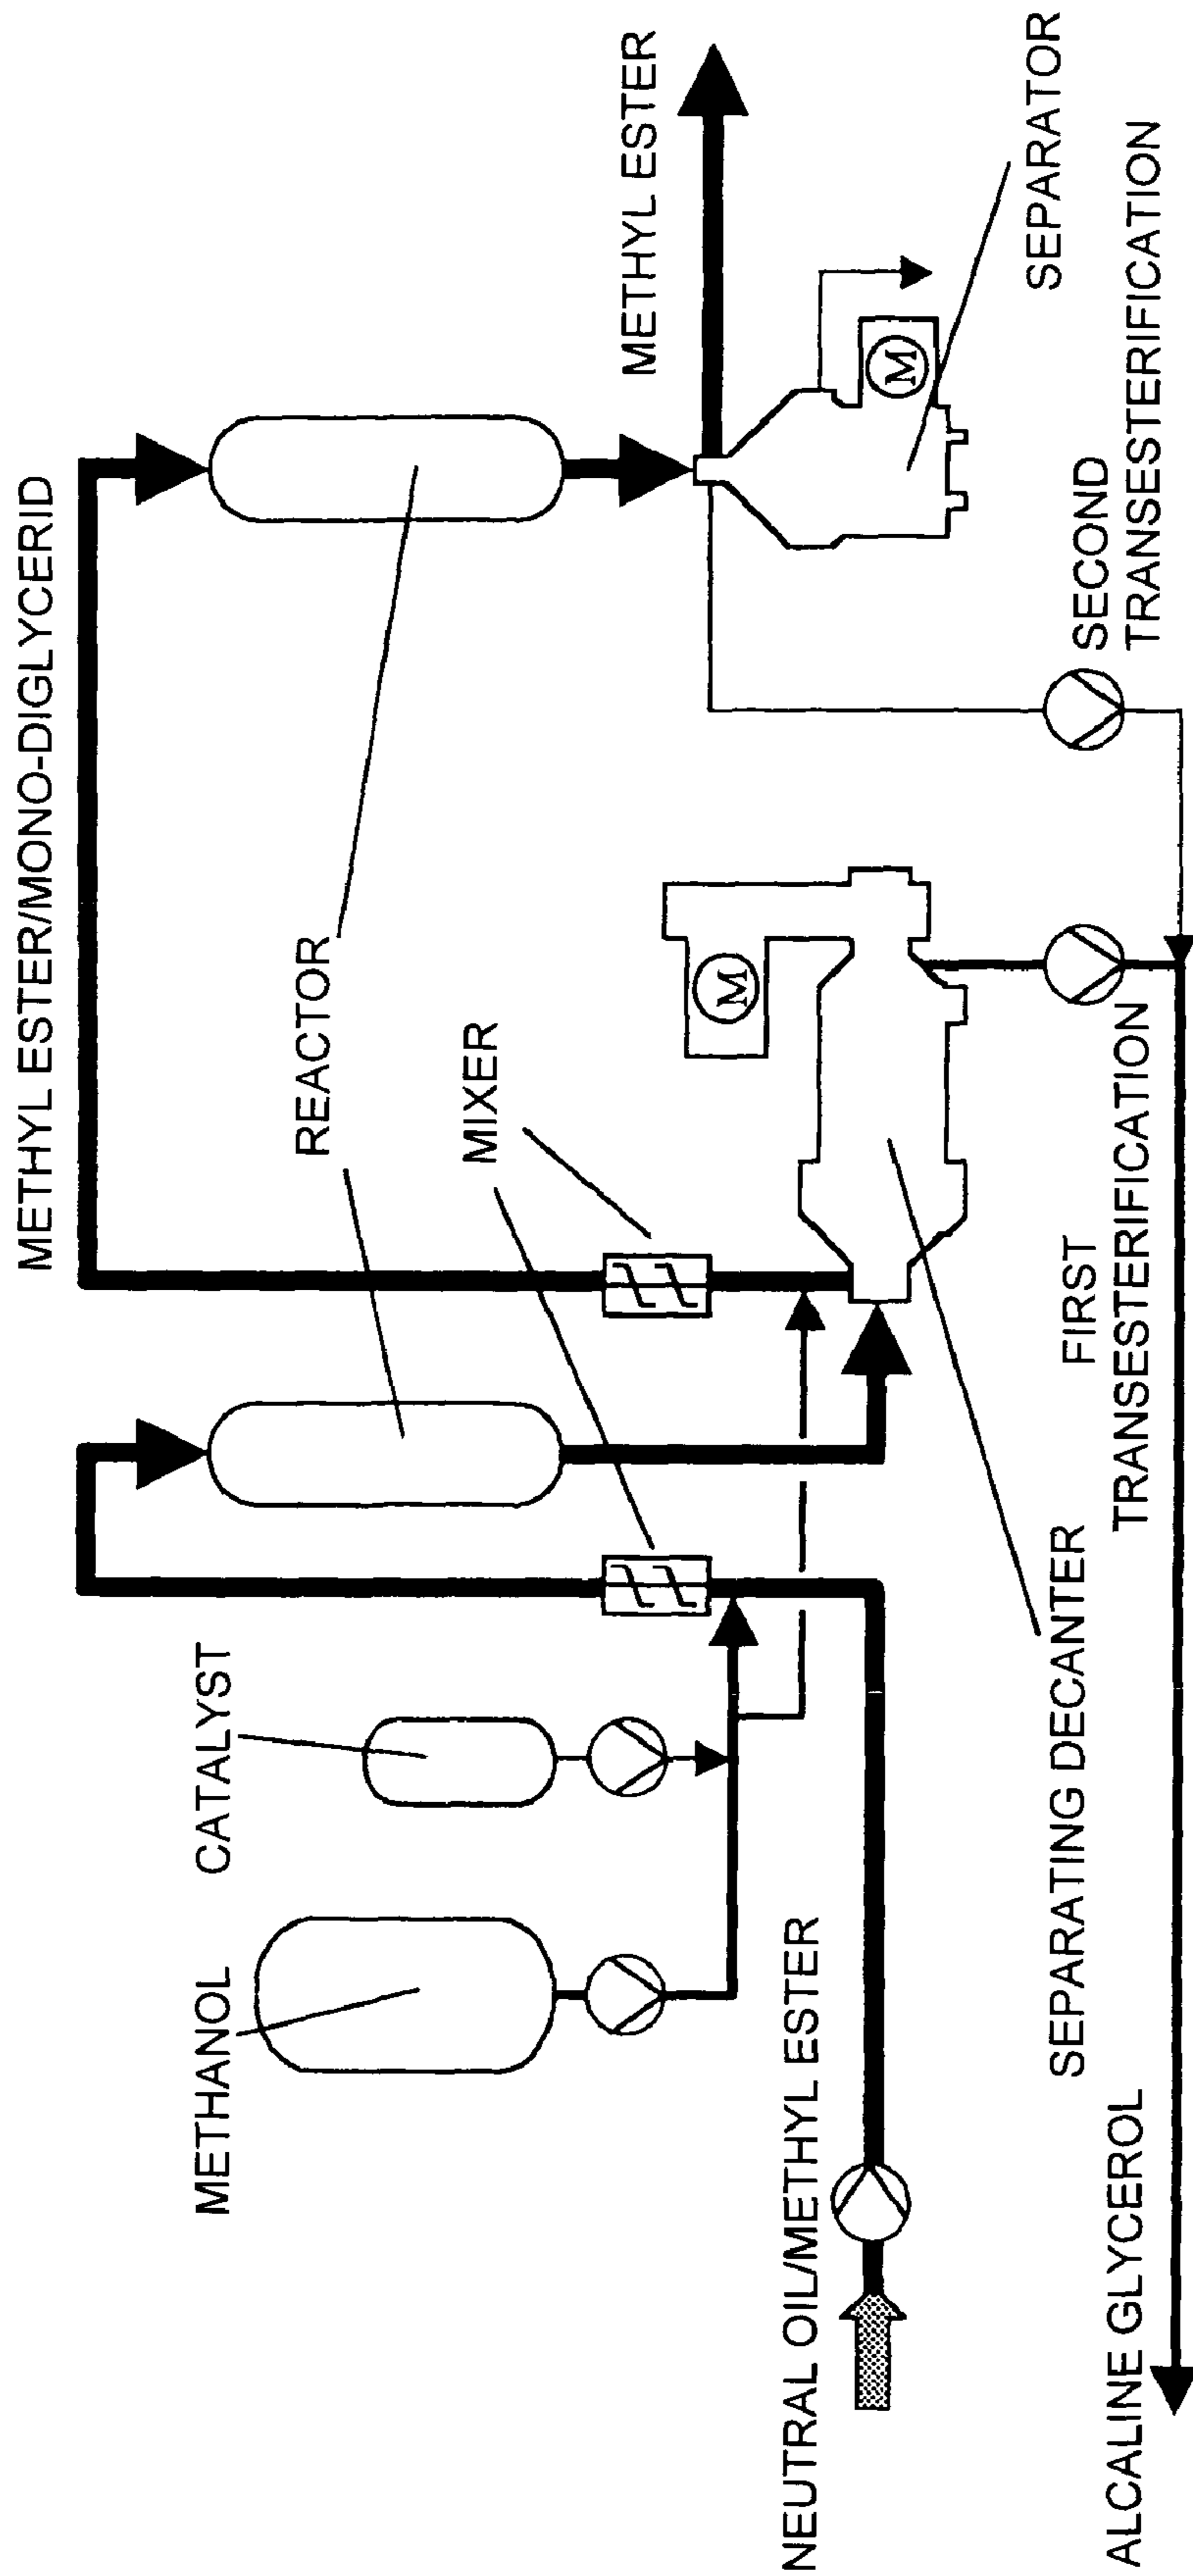 METHYL ESTER/MONO-DIGLYCERID
METHANOL
CATALYST
REACTOR
MIXER
METHYL ESTER
M
M
NEUTRAL OIL/METHYL ESTER
SEPARATING DECANTER
SEPARATOR
FIRST
TRANSESTERIFICATION
SECOND
TRANSESTERIFICATION
ALCALINE GLYCEROL